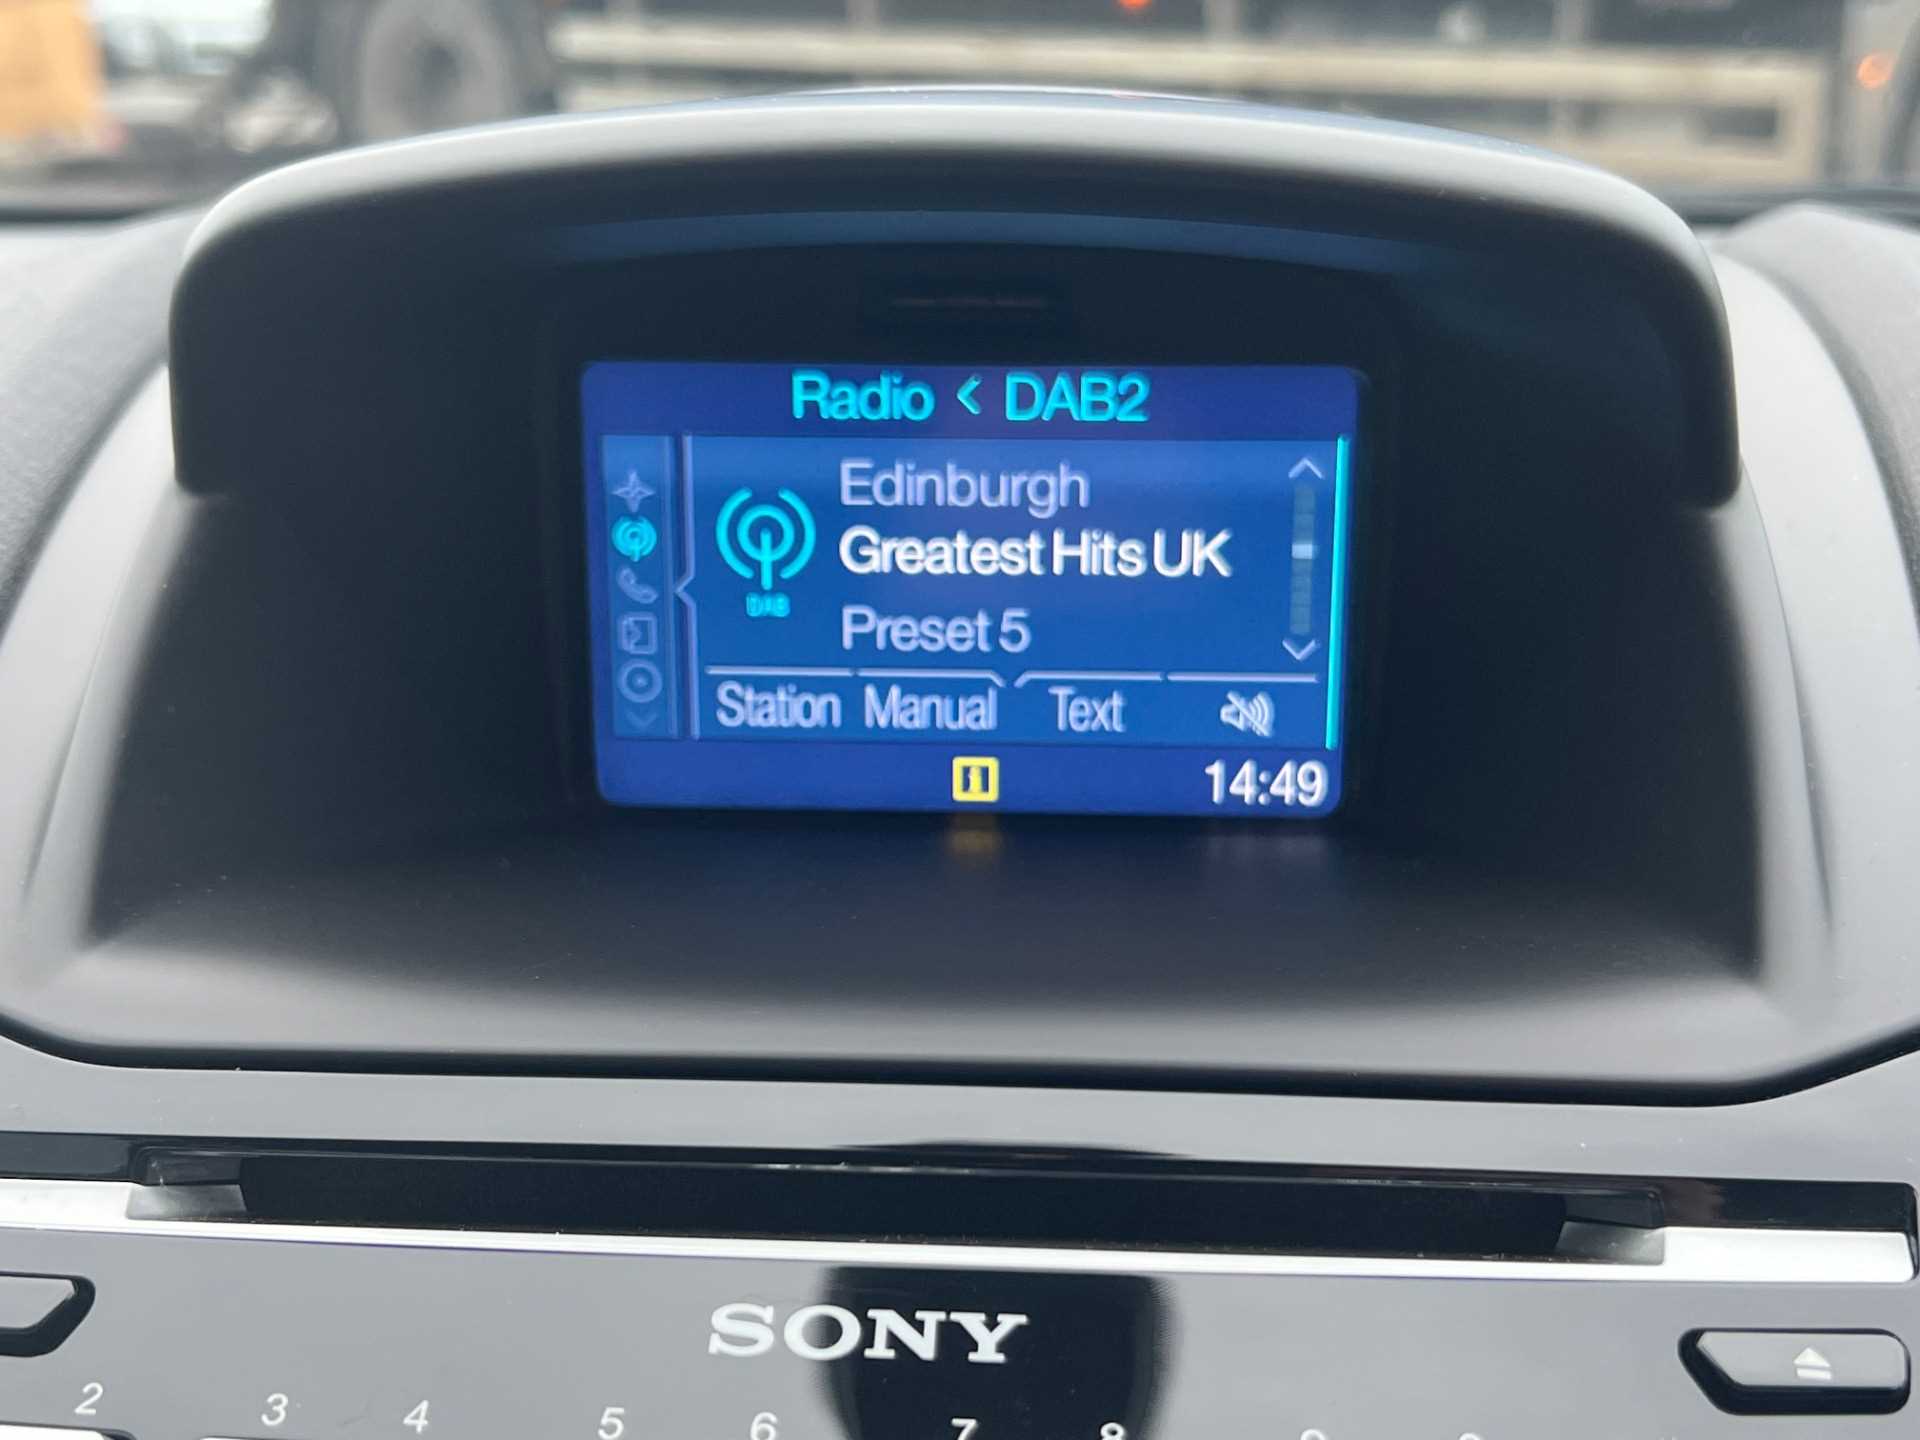 Radio < DAB2
Edinburgh
Greatest Hits UK
DAB
Preset 5
Station Manual Text
i 14:49
SONY
2 3 4 5 6 7 8